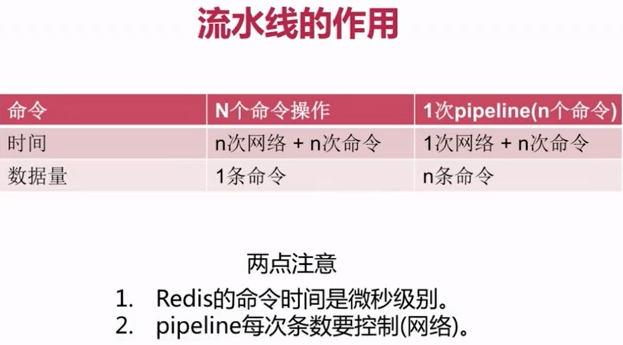 流水线的作用
命令 N个命令操作 1次pipeline(n个命令)
时间 n次网络 + n次命令 1次网络 + n次命令
数据量 1条命令 n条命令
两点注意
1. Redis的命令时间是微秒级别。
2. pipeline每次条数要控制(网络)。